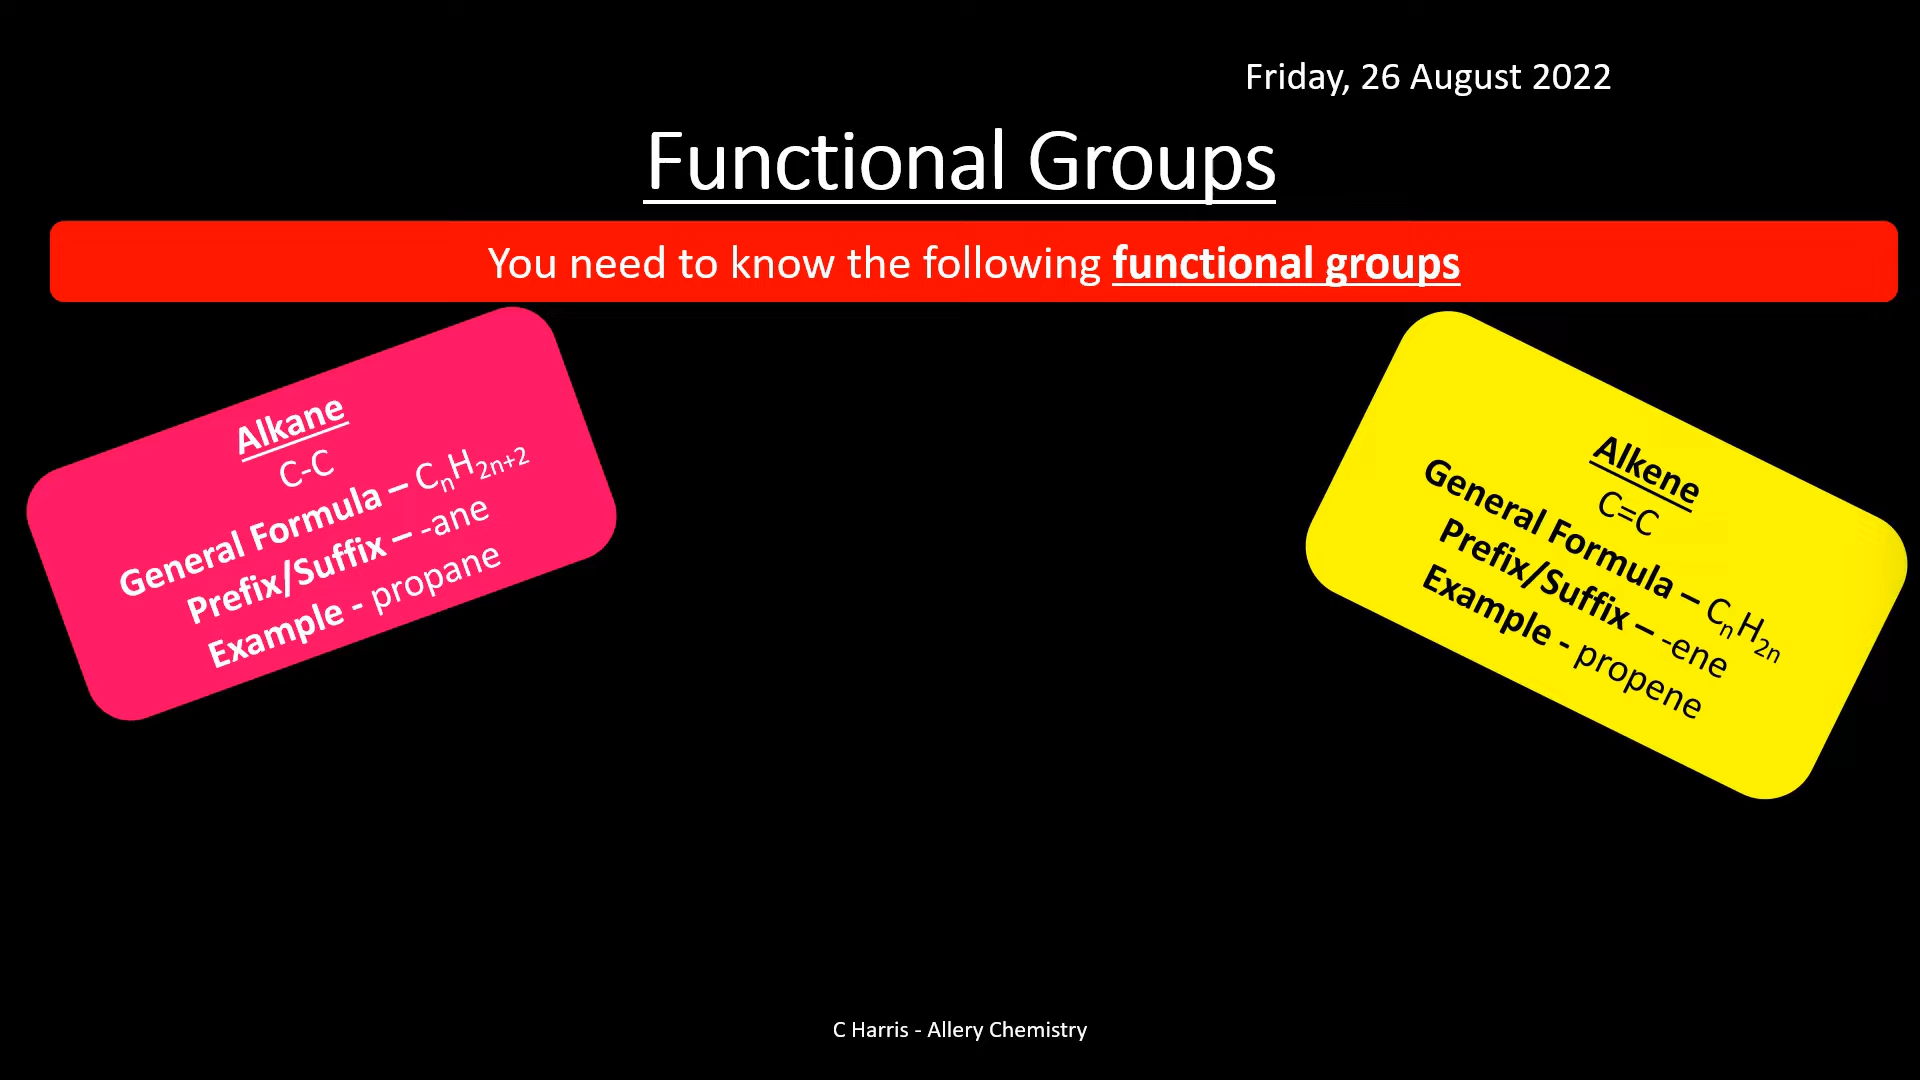 Friday, 26 August 2022
Functional Groups
You need to know the following functional groups
Alkane
C-C
General Formula – CₙH₂ₙ₊₂
Prefix/Suffix – -ane
Example - propane
Alkene
C=C
General Formula – CₙH₂ₙ
Prefix/Suffix – -ene
Example - propene
C Harris - Allery Chemistry